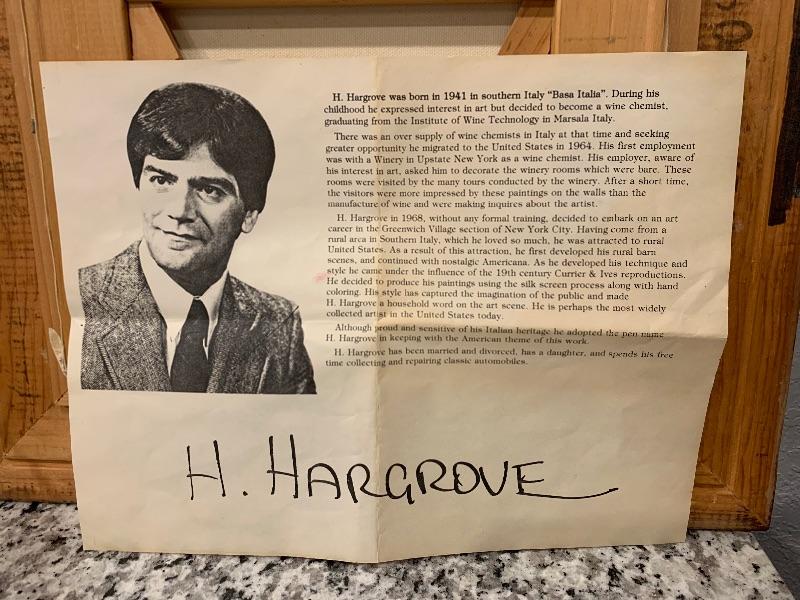 H. Hargrove was born in 1941 in southern Italy "Basa Italia". During his
childhood he expressed interest in art but decided to become a wine chemist,
graduating from the Institute of Wine Technology in Marsala Italy.
There was an over supply of wine chemists in Italy at that time and seeking
greater opportunity he migrated to the United States in 1964. His first employment
was with a Winery in Upstate New York as a wine chemist. His employer, aware of
his interest in art, asked him to decorate the winery rooms which were bare. These
rooms were visited by the many tours conducted by the winery. After a short time,
the visitors were more impressed by these paintings on the walls than the
manufacture of wine and were making inquires about the artist.
H. Hargrove in 1968, without any formal training, decided to embark on an art
career in the Greenwich Village section of New York City. Having come from a
rural area in Southern Italy, which he loved so much, he was attracted to rural
United States. As a result of this attraction, he first developed his rural barn
scenes, and continued with nostalgic Americana. As he developed his technique and
style he came under the influence of the 19th century Currier & Ives reproductions.
He decided to produce his paintings using the silk screen process along with hand
coloring. His style has captured the imagination of the public and made
H. Hargrove a household word on the art scene. He is perhaps the most widely
collected artist in the United States today.
Although proud and sensitive of his Italian heritage he adopted the pen name
H. Hargrove in keeping with the American theme of this work.
H. Hargrove has been married and divorced, has a daughter, and spends his free
time collecting and repairing classic automobiles.
H. HARGROVE